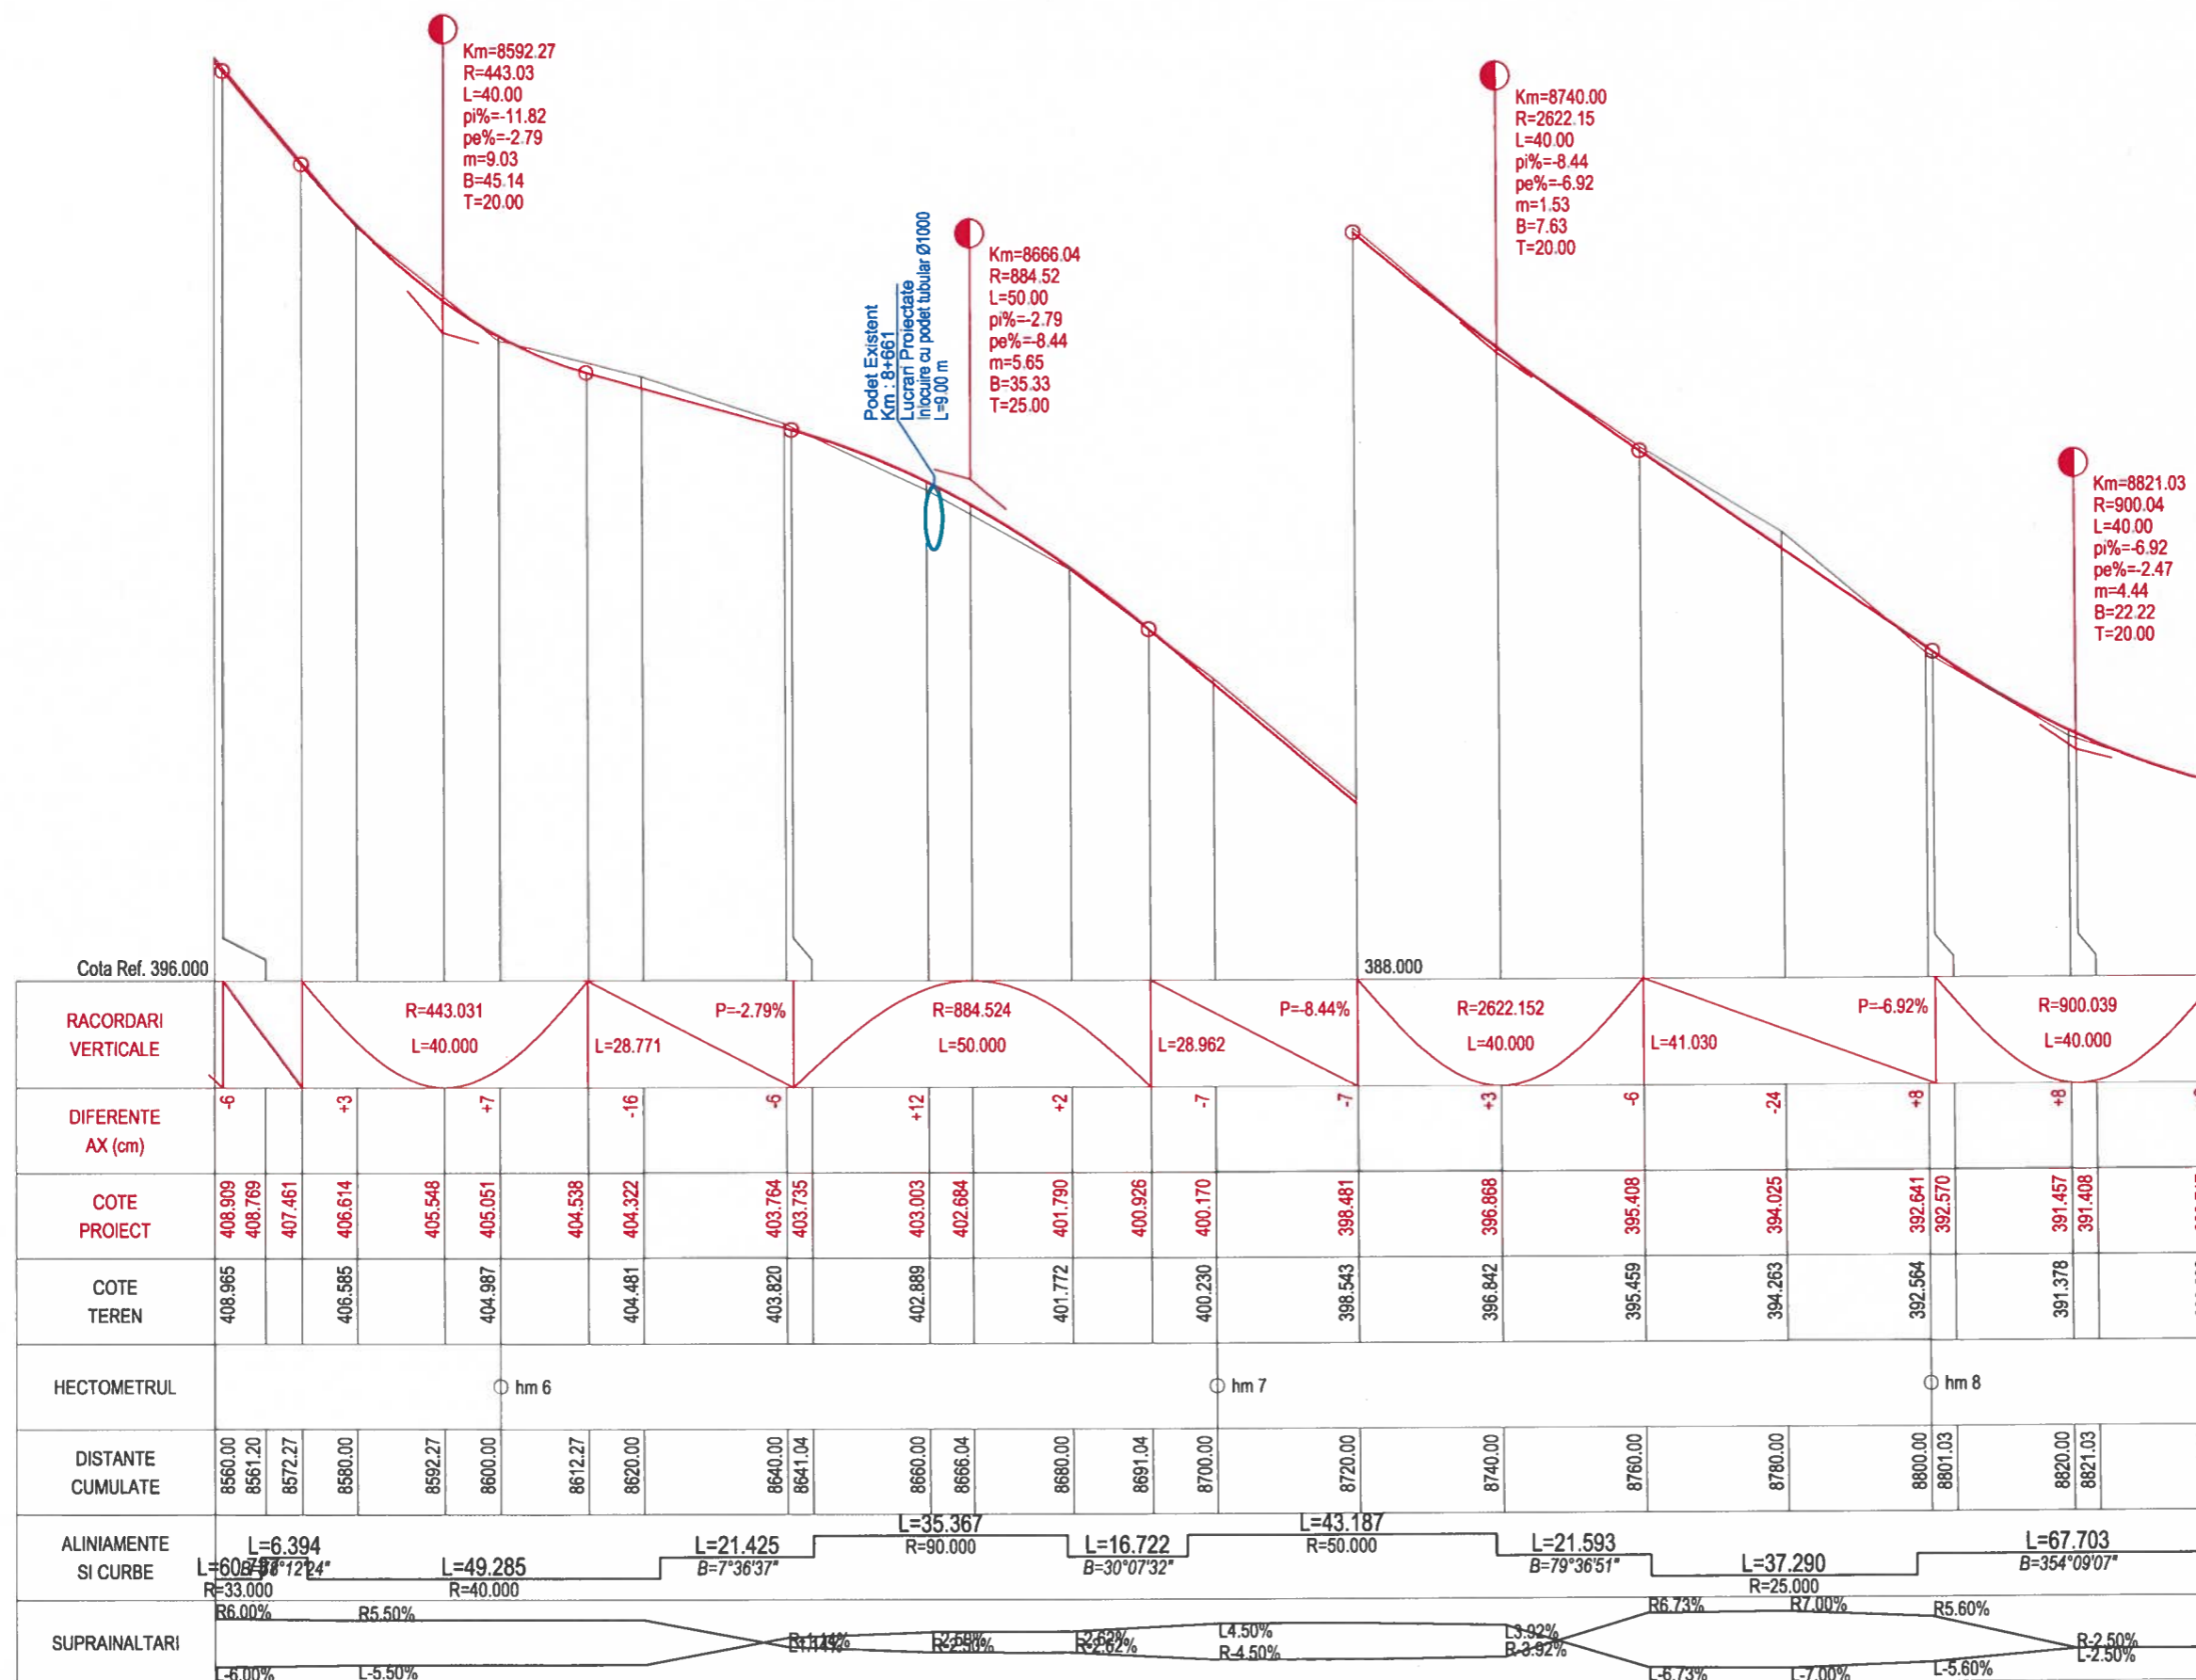 Km=8592.27
R=443.03
L=40.00
pi%=-11.82
pe%=-2.79
m=9.03
B=45.14
T=20.00
Podet Existent
Km : 8+661
Lucrari Proiectate
Inlocuire cu podet tubular Ø1000
L=9.00 m
Km=8666.04
R=884.52
L=50.00
pi%=-2.79
pe%=-8.44
m=5.65
B=35.33
T=25.00
Km=8740.00
R=2622.15
L=40.00
pi%=-8.44
pe%=-6.92
m=1.53
B=7.63
T=20.00
Km=8821.03
R=900.04
L=40.00
pi%=-6.92
pe%=-2.47
m=4.44
B=22.22
T=20.00
Cota Ref. 396.000
388.000
RACORDARI
VERTICALE
R=443.031
L=40.000
L=28.771
P=-2.79%
R=884.524
L=50.000
L=28.962
P=-8.44%
R=2622.152
L=40.000
L=41.030
P=-6.92%
R=900.039
L=40.000
DIFERENTE
AX (cm)
-6 +3 +7 -16 -6 +12 +2 -7 -7 +3 -6 -24 +8 +8
COTE
PROIECT
408.909 408.769 407.461 406.614 405.548 405.051 404.538 404.322 403.764 403.735 403.003 402.684 401.790 400.926 400.170 398.481 396.868 395.408 394.025 392.641 392.570 391.457 391.408
COTE
TEREN
408.965 406.585 404.987 404.481 403.820 402.889 401.772 400.230 398.543 396.842 395.459 394.263 392.564 391.378
HECTOMETRUL
hm 6
hm 7
hm 8
DISTANTE
CUMULATE
8560.00 8561.20 8572.27 8580.00 8592.27 8600.00 8612.27 8620.00 8640.00 8641.04 8660.00 8666.04 8680.00 8691.04 8700.00 8720.00 8740.00 8760.00 8780.00 8800.00 8801.03 8820.00 8821.03
ALINIAMENTE
SI CURBE
R=33.000
L=6.394
L=49.285
R=40.000
L=21.425
B=7°36'37"
L=35.367
R=90.000
L=16.722
B=30°07'32"
L=43.187
R=50.000
L=21.593
B=79°36'51"
L=37.290
R=25.000
L=67.703
B=354°09'07"
SUPRAINALTARI
R6.00%
L-6.00%
R5.50%
L-5.50%
R-2.50%
R-2.62%
L4.50%
R-4.50%
L3.92%
R-3.92%
R6.73%
L-6.73%
R7.00%
L-7.00%
R5.60%
L-5.60%
R-2.50%
L-2.50%